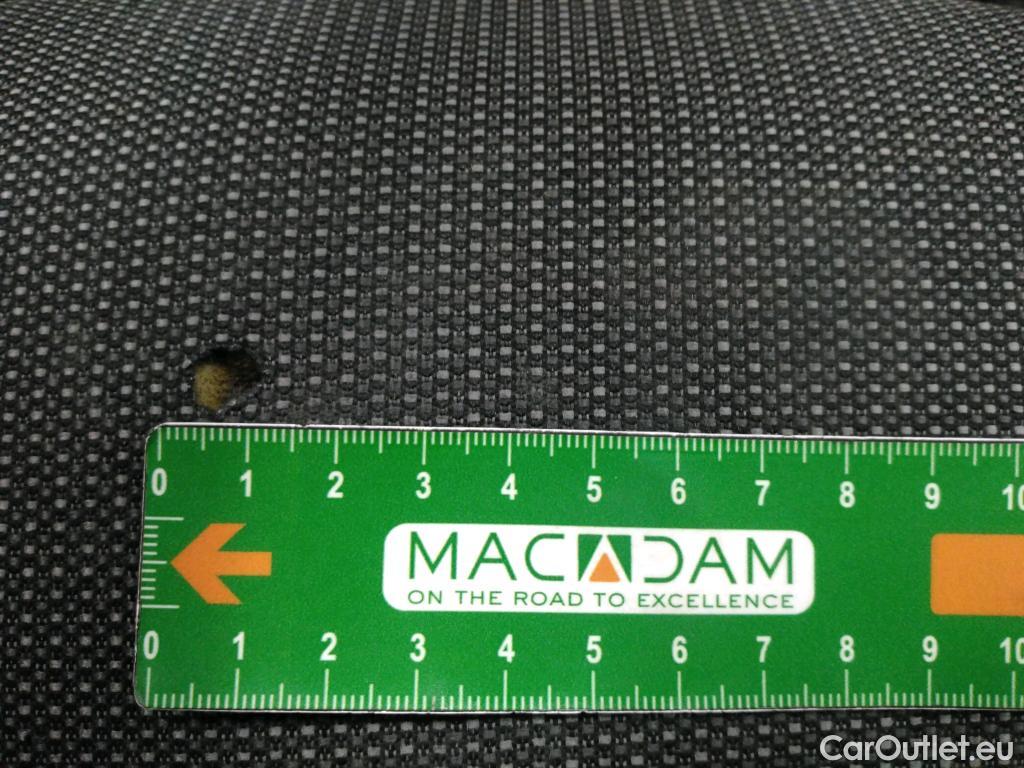 0 1 2 3 4 5 6 7 8 9 10
MACADAM
ON THE ROAD TO EXCELLENCE
0 1 2 3 4 5 6 7 8 9 10
CarOutlet.eu